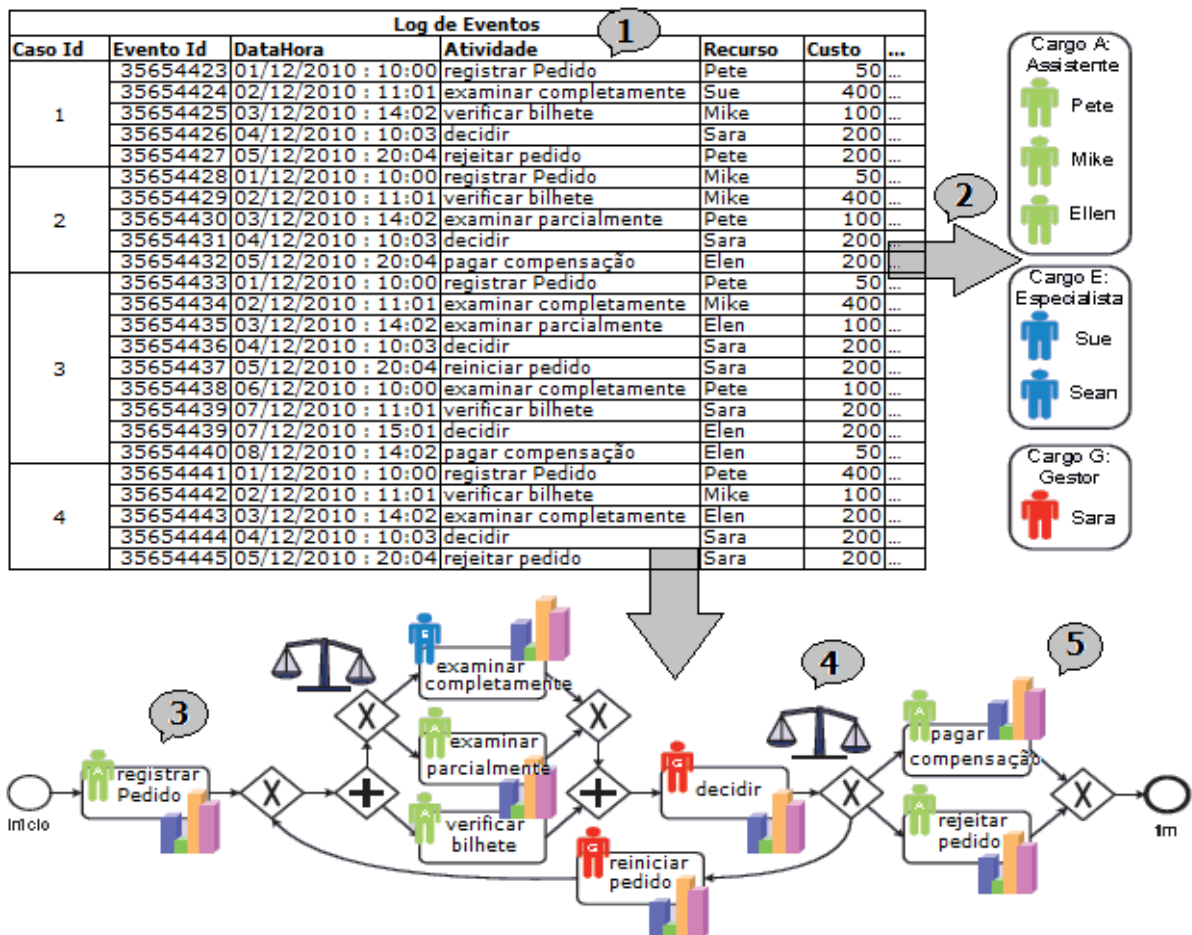 Log de Eventos
1
Caso Id Evento Id DataHora Atividade Recurso Custo ...
35654423 01/12/2010 : 10:00 registrar Pedido Pete 50 ...
35654424 02/12/2010 : 11:01 examinar completamente Sue 400 ...
1 35654425 03/12/2010 : 14:02 verificar bilhete Mike 100 ...
35654426 04/12/2010 : 10:03 decidir Sara 200 ...
35654427 05/12/2010 : 20:04 rejeitar pedido Pete 200 ...
35654428 01/12/2010 : 10:00 registrar Pedido Mike 50 ...
35654429 02/12/2010 : 11:01 verificar bilhete Mike 400 ...
2 35654430 03/12/2010 : 14:02 examinar parcialmente Pete 100 ...
35654431 04/12/2010 : 10:03 decidir Sara 200 ...
35654432 05/12/2010 : 20:04 pagar compensação Elen 200 ...
35654433 01/12/2010 : 10:00 registrar Pedido Pete 50 ...
35654434 02/12/2010 : 11:01 examinar completamente Mike 400 ...
35654435 03/12/2010 : 14:02 examinar parcialmente Elen 100 ...
35654436 04/12/2010 : 10:03 decidir Sara 200 ...
3 35654437 05/12/2010 : 20:04 reiniciar pedido Sara 200 ...
35654438 06/12/2010 : 10:00 examinar completamente Pete 100 ...
35654439 07/12/2010 : 11:01 verificar bilhete Sara 200 ...
35654439 07/12/2010 : 15:01 decidir Elen 200 ...
35654440 08/12/2010 : 14:02 pagar compensação Elen 50 ...
35654441 01/12/2010 : 10:00 registrar Pedido Pete 400 ...
35654442 02/12/2010 : 11:01 verificar bilhete Mike 100 ...
4 35654443 03/12/2010 : 14:02 examinar completamente Elen 200 ...
35654444 04/12/2010 : 10:03 decidir Sara 200 ...
35654445 05/12/2010 : 20:04 rejeitar pedido Sara 200 ...
2
Cargo A:
Assistente
Pete
Mike
Ellen
Cargo E:
Especialista
Sue
Sean
Cargo G:
Gestor
Sara
3
4
5
início
A
registrar
Pedido
X
+
X
E
examinar
completamente
A
examinar
parcialmente
A
verificar
bilhete
X
+
G
decidir
G
reiniciar
pedido
X
A
pagar
compensação
A
rejeitar
pedido
X
fim